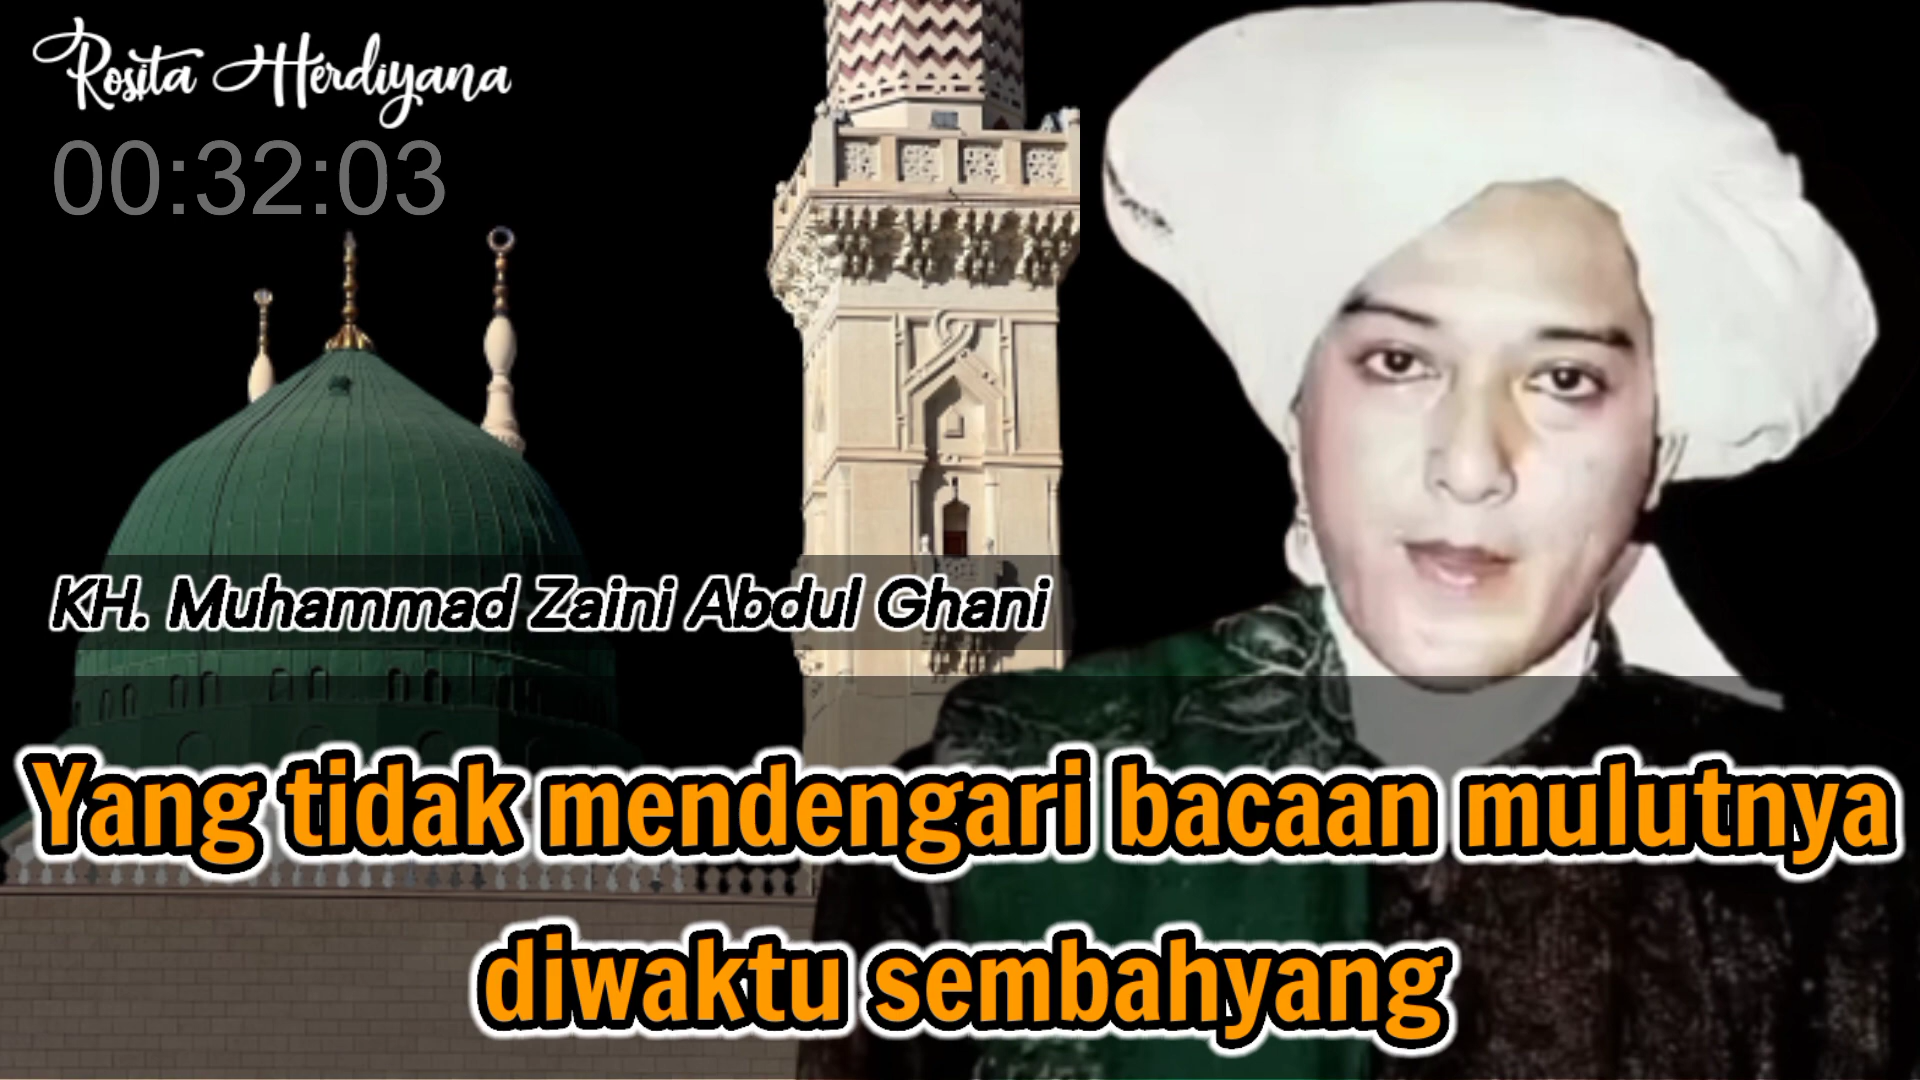 Rosita Herdiyana
00:32:03
KH. Muhammad Zaini Abdul Ghani
Yang tidak mendengari bacaan mulutnya
diwaktu sembahyang